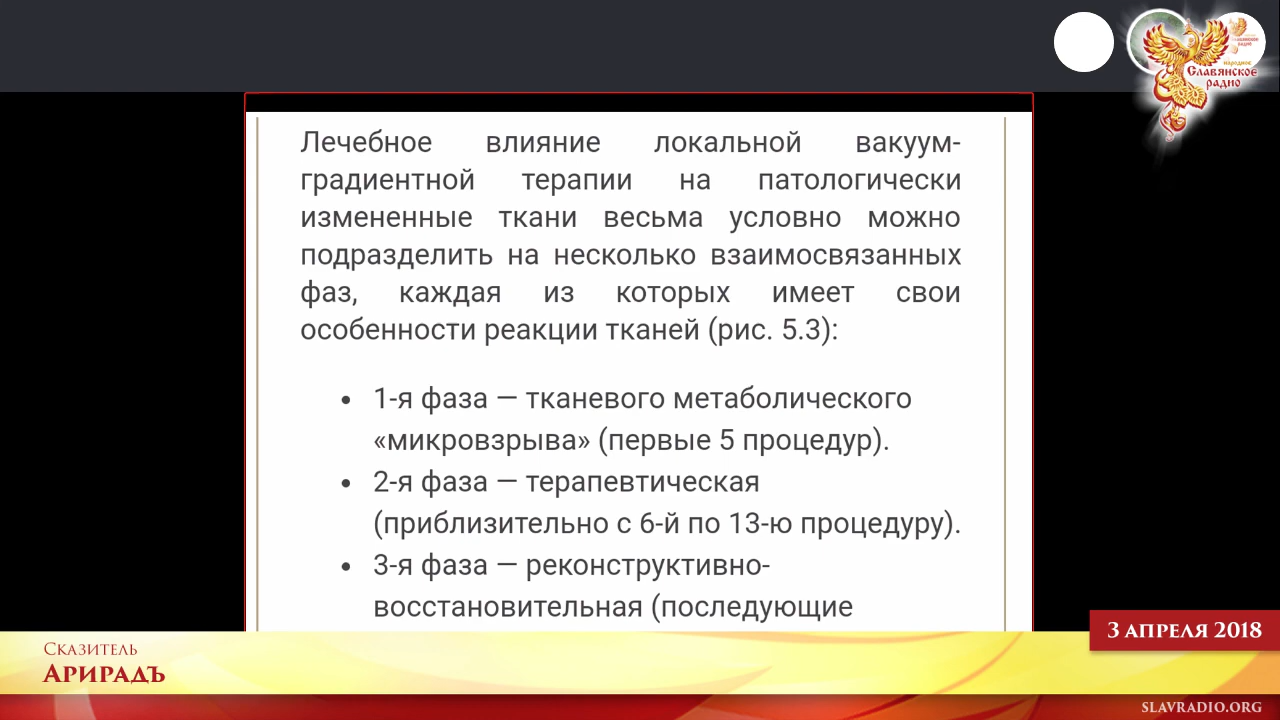 народное
Славянское
радио
Лечебное влияние локальной вакуум-
градиентной терапии на патологически
измененные ткани весьма условно можно
подразделить на несколько взаимосвязанных
фаз, каждая из которых имеет свои
особенности реакции тканей (рис. 5.3):
• 1-я фаза — тканевого метаболического
«микровзрыва» (первые 5 процедур).
• 2-я фаза — терапевтическая
(приблизительно с 6-й по 13-ю процедуру).
• 3-я фаза — реконструктивно-
восстановительная (последующие
3 апреля 2018
Сказитель
Арирадъ
SLAVRADIO.ORG